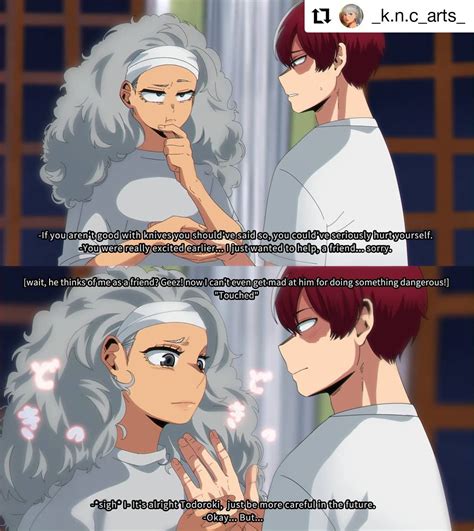 _k.n.c_arts_
-If you aren't good with knives you should've said so, you could've seriously hurt yourself.
-You were really excited earlier... I just wanted to help, a friend... sorry.
[wait, he thinks of me as a friend? Geez! now I can't even get mad at him for doing something dangerous!]
"Touched"
ど
き
っ
-*sigh* I- It's alright Todoroki, just be more careful in the future.
-Okay... But...